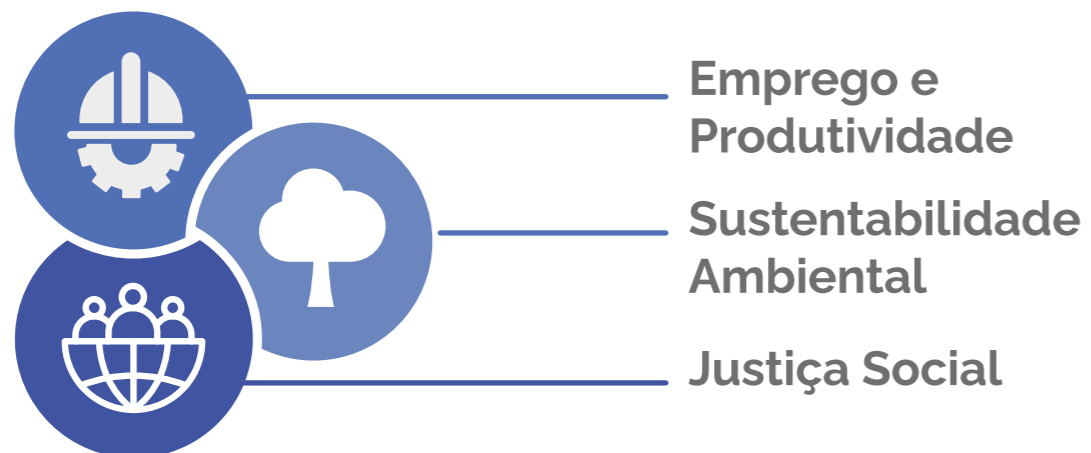 Emprego e
Produtividade
Sustentabilidade
Ambiental
Justiça Social